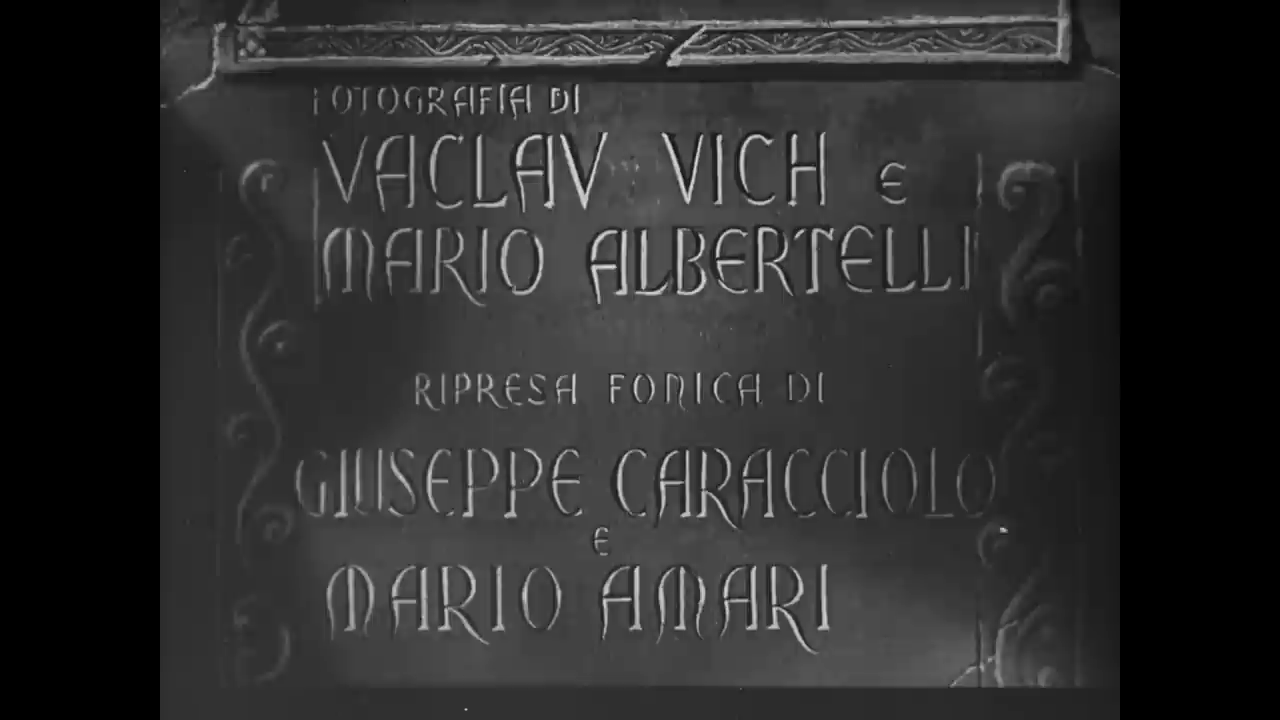 FOTOGRAFIA DI
VACLAV VICH E
MARIO ALBERTELLI
RIPRESA FONICA DI
GIUSEPPE CARACCIOLO
E
MARIO AMARI